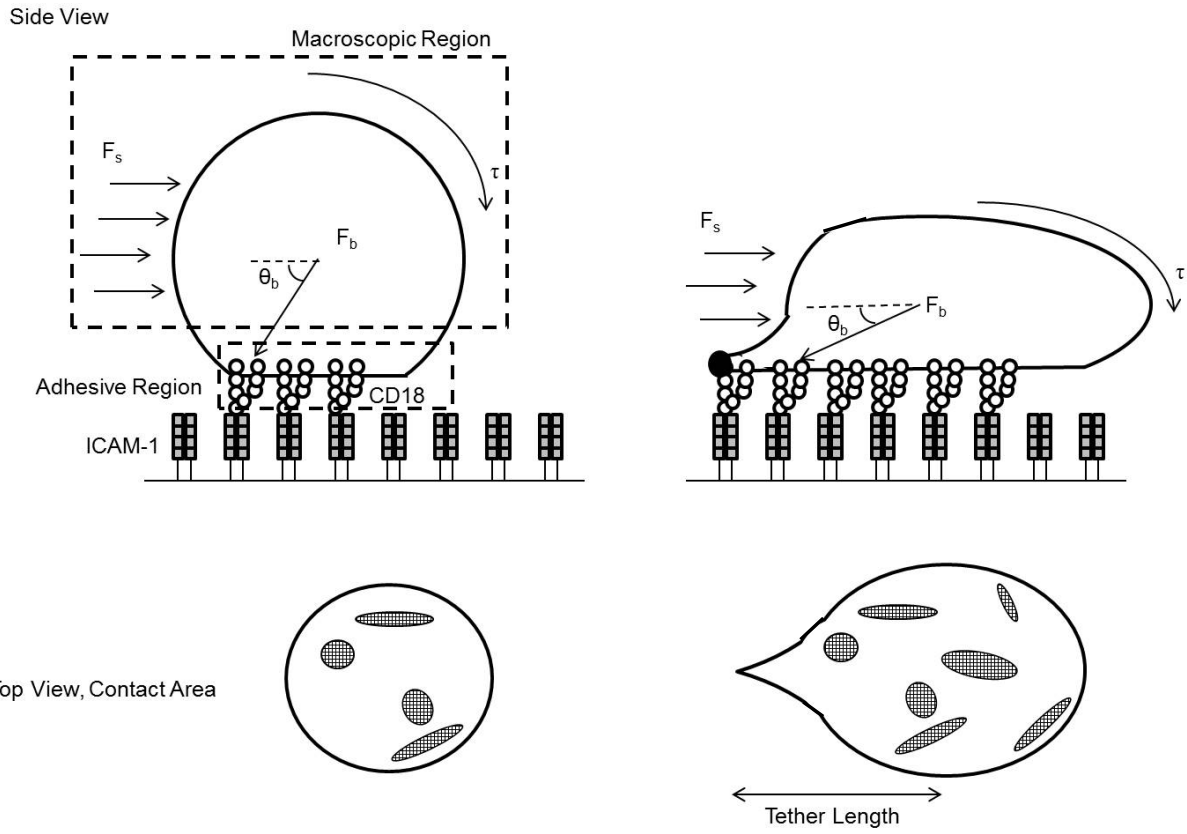 Side View
Macroscopic Region
Fs
τ
Fb
θb
Adhesive Region
CD18
ICAM-1
Fs
τ
Fb
θb
Top View, Contact Area
Tether Length